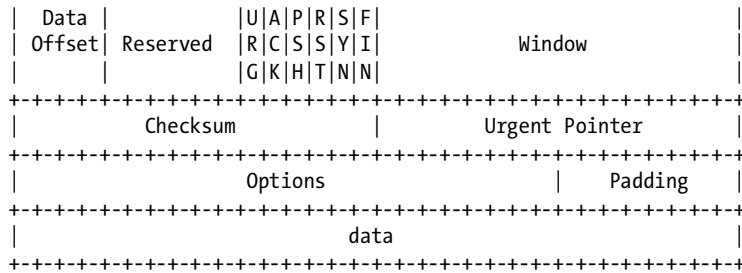 |  Data |           |U|A|P|R|S|F|                               |
| Offset| Reserved  |R|C|S|S|Y|I|            Window             |
|       |           |G|K|H|T|N|N|                               |
+-+-+-+-+-+-+-+-+-+-+-+-+-+-+-+-+-+-+-+-+-+-+-+-+-+-+-+-+-+-+-+-+
|           Checksum            |         Urgent Pointer        |
+-+-+-+-+-+-+-+-+-+-+-+-+-+-+-+-+-+-+-+-+-+-+-+-+-+-+-+-+-+-+-+-+
|                    Options                    |    Padding    |
+-+-+-+-+-+-+-+-+-+-+-+-+-+-+-+-+-+-+-+-+-+-+-+-+-+-+-+-+-+-+-+-+
|                             data                              |
+-+-+-+-+-+-+-+-+-+-+-+-+-+-+-+-+-+-+-+-+-+-+-+-+-+-+-+-+-+-+-+-+